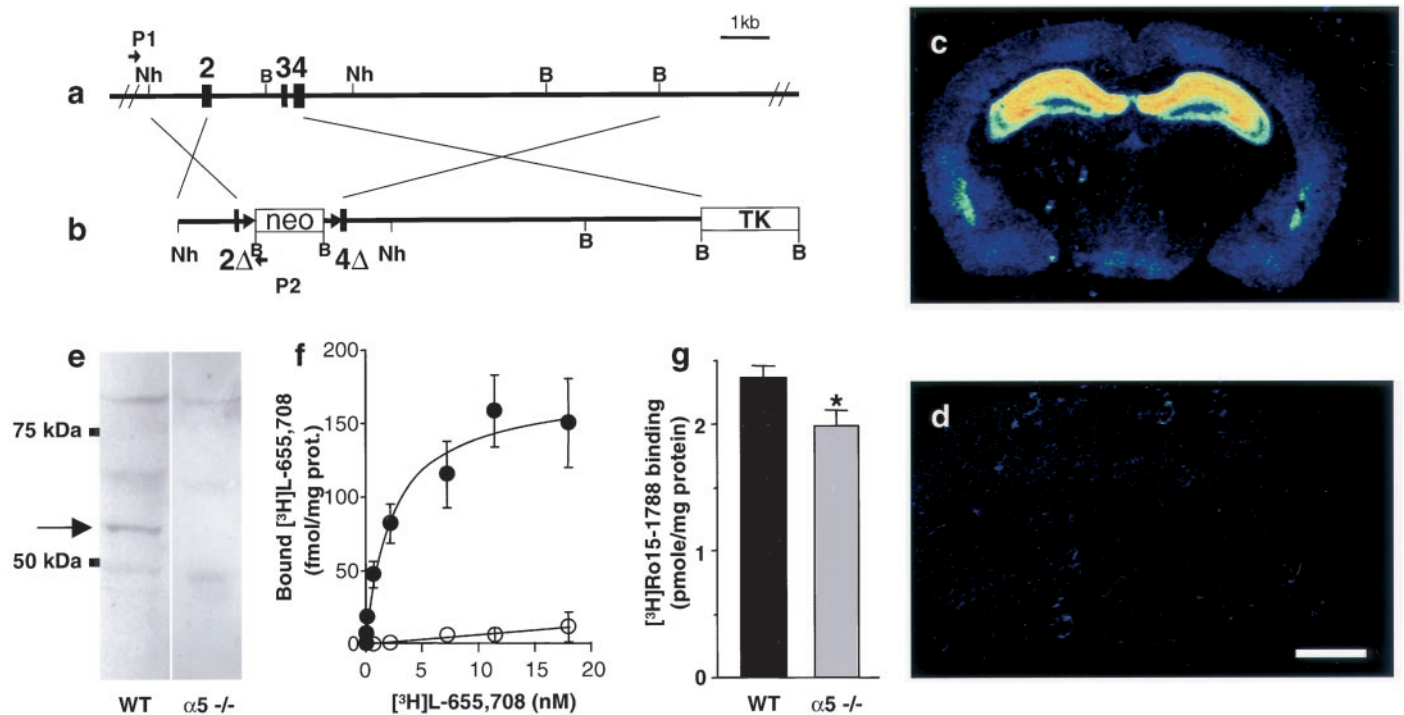 P1
1kb
Nh
2
B
34
Nh
B
B
a
//
//
b
neo
TK
Nh
2Δ
B
B
4Δ
Nh
B
B
B
P2
c
e
75 kDa
50 kDa
WT
α5 -/-
f
Bound [³H]L-655,708
(fmol/mg prot.)
200
150
100
50
0
0
5
10
15
20
[³H]L-655,708 (nM)
g
[³H]Ro15-1788 binding
(pmole/mg protein)
2
1
0
*
WT
α5 -/-
d